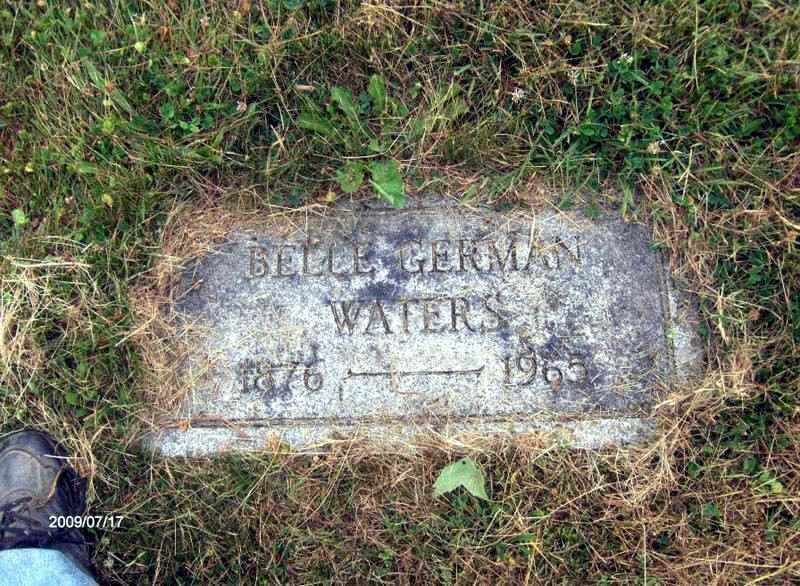 BELLE GERMAN
WATERS
1876 — 1965
2009/07/17